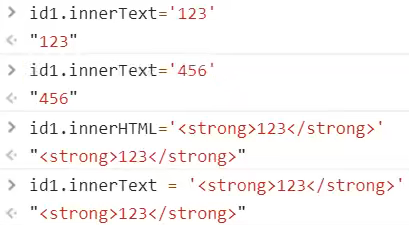 > id1.innerText='123'
< "123"
> id1.innerText='456'
< "456"
> id1.innerHTML='<strong>123</strong>'
< "<strong>123</strong>"
> id1.innerText = '<strong>123</strong>'
< "<strong>123</strong>"